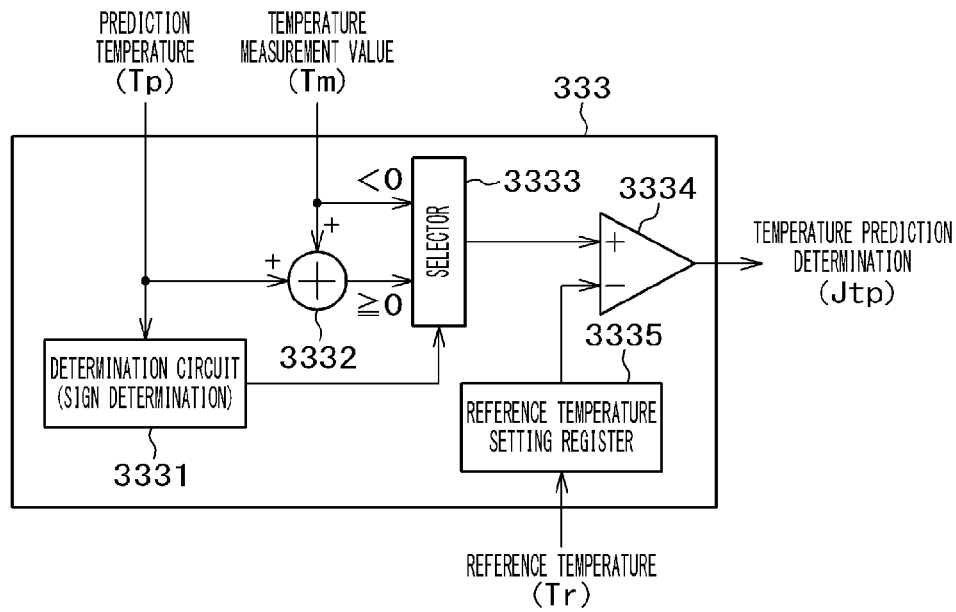 PREDICTION
TEMPERATURE
(Tp)
TEMPERATURE
MEASUREMENT VALUE
(Tm)
333
<0
3333
3334
+
+
SELECTOR
+
−
TEMPERATURE PREDICTION
DETERMINATION
(Jtp)
≧0
3332
3335
DETERMINATION CIRCUIT
(SIGN DETERMINATION)
3331
REFERENCE TEMPERATURE
SETTING REGISTER
REFERENCE TEMPERATURE
(Tr)